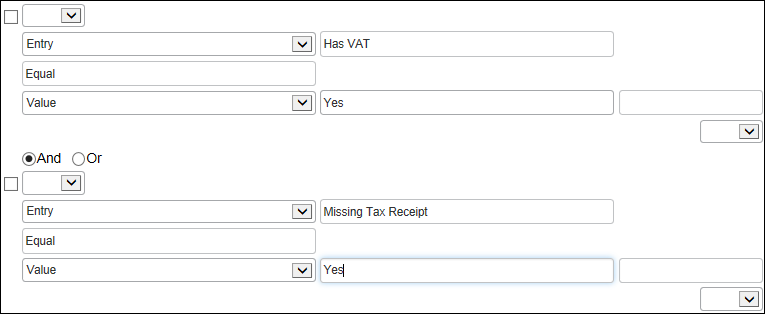 Entry Has VAT
Equal
Value Yes
And Or
Entry Missing Tax Receipt
Equal
Value Yes